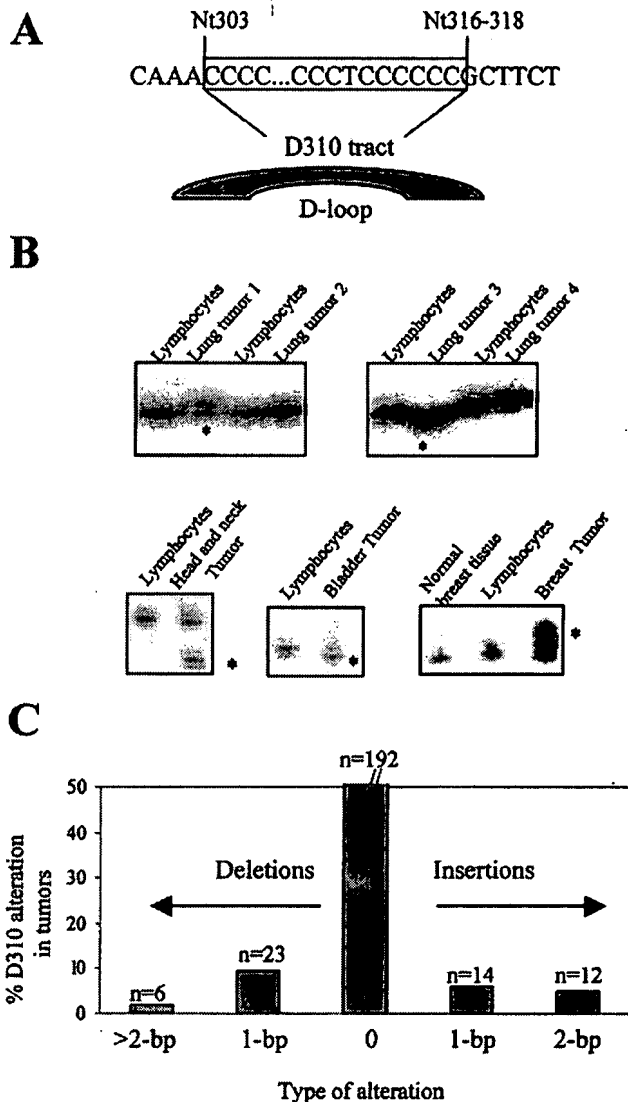 A
Nt303 Nt316-318
CAAACCCC...CCCTCCCCCCGCTTCT
D310 tract
D-loop
B
Lymphocytes
Lung tumor 1
Lymphocytes
Lung tumor 2
*
Lymphocytes
Lung tumor 3
Lymphocytes
Lung tumor 4
*
Lymphocytes
Head and neck
Tumor
*
Lymphocytes
Bladder Tumor
*
Normal
breast tissue
Lymphocytes
Breast Tumor
*
C
% D310 alteration
in tumors
50
40
30
20
10
0
n=192
Deletions Insertions
n=6 n=23 n=14 n=12
>2-bp 1-bp 0 1-bp 2-bp
Type of alteration